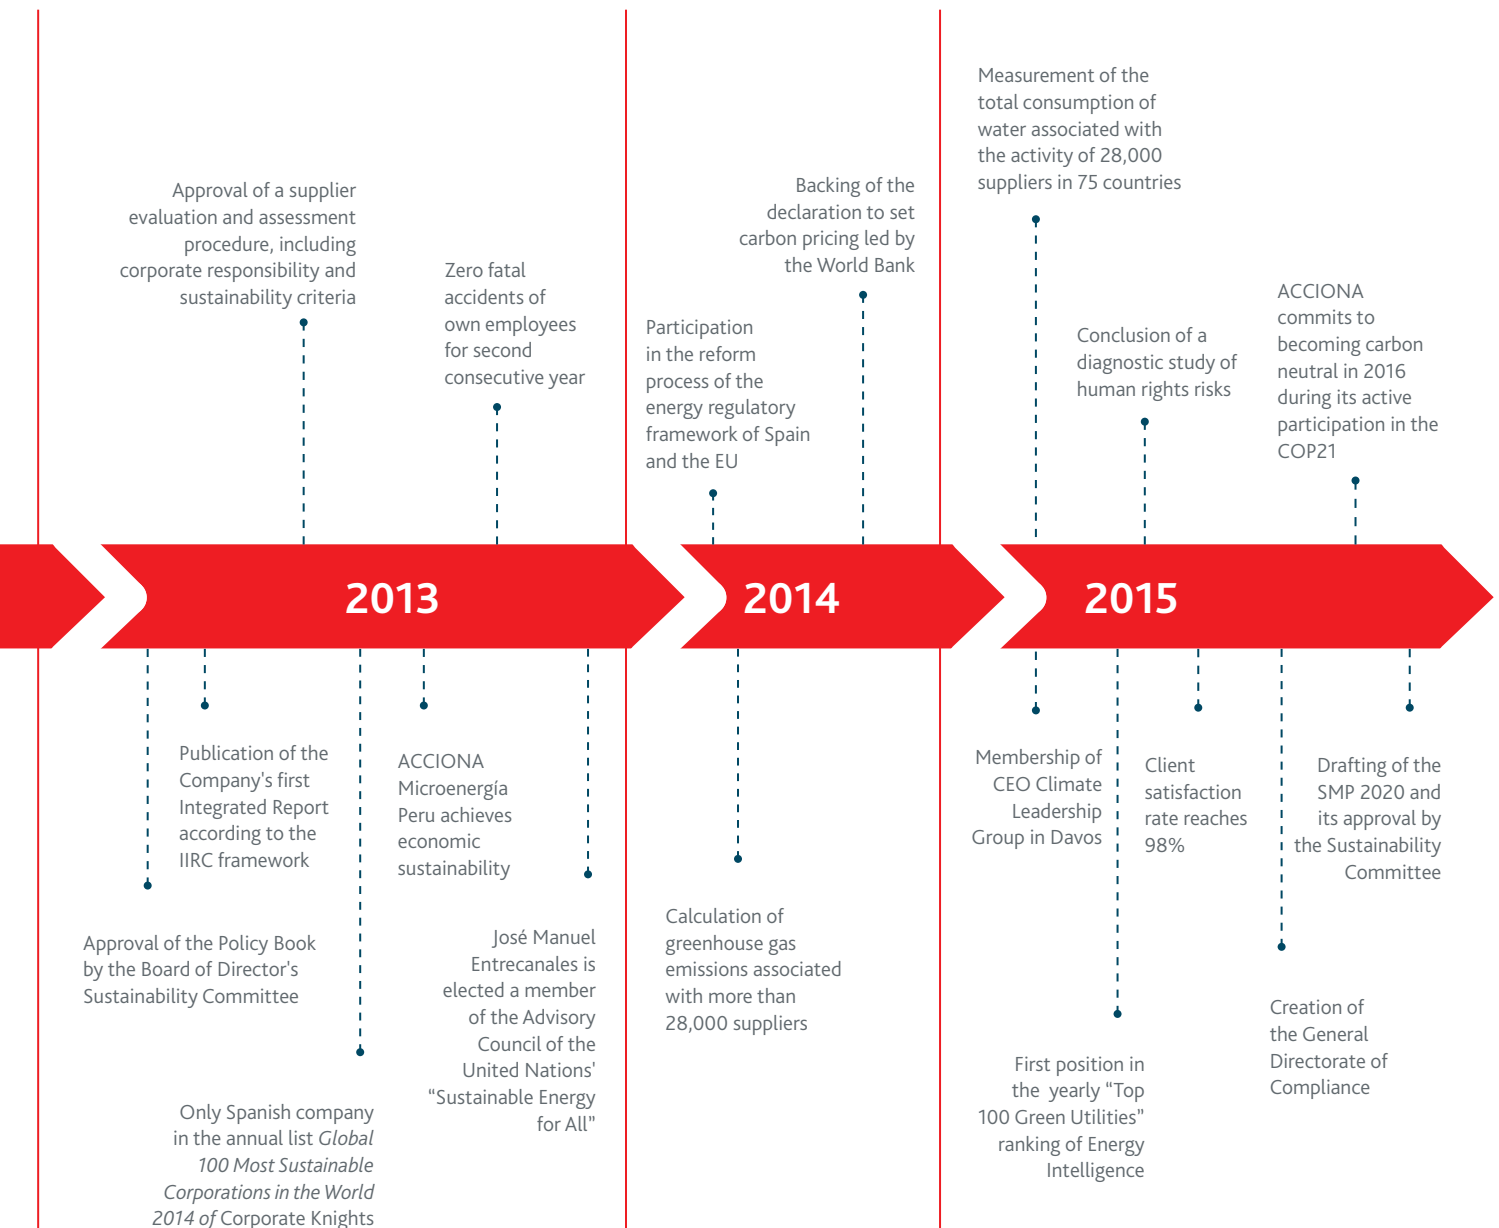 Approval of a supplier
evaluation and assessment
procedure, including
corporate responsibility and
sustainability criteria
Zero fatal
accidents of
own employees
for second
consecutive year
Participation
in the reform
process of the
energy regulatory
framework of Spain
and the EU
Backing of the
declaration to set
carbon pricing led by
the World Bank
Measurement of the
total consumption of
water associated with
the activity of 28,000
suppliers in 75 countries
Conclusion of a
diagnostic study of
human rights risks
ACCIONA
commits to
becoming carbon
neutral in 2016
during its active
participation in the
COP21
2013
2014
2015
Approval of the Policy Book
by the Board of Director's
Sustainability Committee
Publication of the
Company's first
Integrated Report
according to the
IIRC framework
Only Spanish company
in the annual list Global
100 Most Sustainable
Corporations in the World
2014 of Corporate Knights
ACCIONA
Microenergía
Peru achieves
economic
sustainability
José Manuel
Entrecanales is
elected a member
of the Advisory
Council of the
United Nations'
“Sustainable Energy
for All”
Calculation of
greenhouse gas
emissions associated
with more than
28,000 suppliers
Membership of
CEO Climate
Leadership
Group in Davos
First position in
the yearly “Top
100 Green Utilities”
ranking of Energy
Intelligence
Client
satisfaction
rate reaches
98%
Creation of
the General
Directorate of
Compliance
Drafting of the
SMP 2020 and
its approval by
the Sustainability
Committee